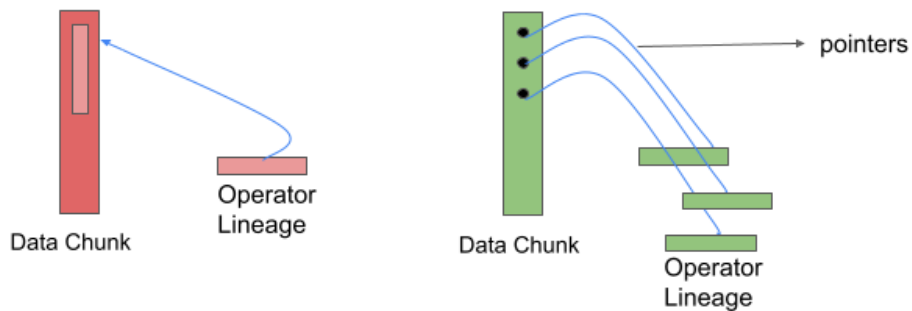 pointers
Operator
Lineage
Data Chunk
Data Chunk
Operator
Lineage